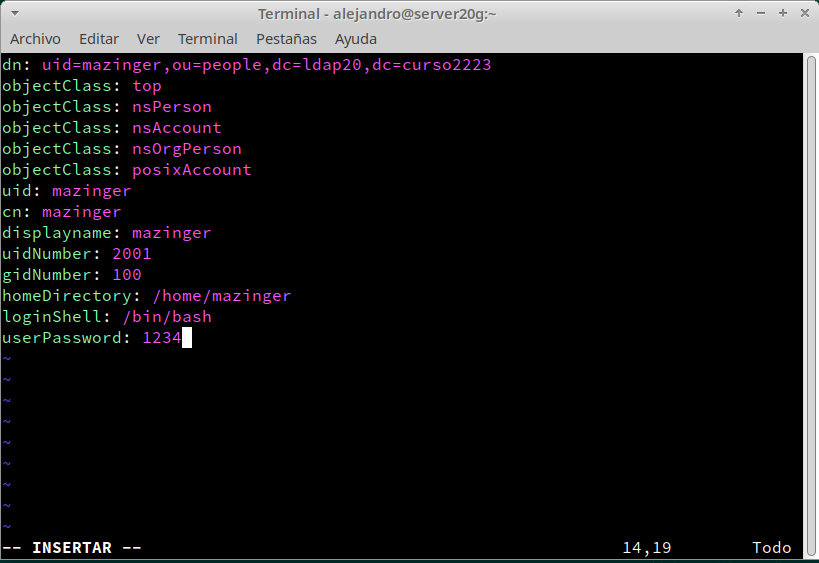 Terminal - alejandro@server20g:~
Archivo Editar Ver Terminal Pestañas Ayuda
dn: uid=mazinger,ou=people,dc=ldap20,dc=curso2223
objectClass: top
objectClass: nsPerson
objectClass: nsAccount
objectClass: nsOrgPerson
objectClass: posixAccount
uid: mazinger
cn: mazinger
displayname: mazinger
uidNumber: 2001
gidNumber: 100
homeDirectory: /home/mazinger
loginShell: /bin/bash
userPassword: 1234
~
~
~
~
~
~
~
~
~
-- INSERTAR -- 14,19 Todo